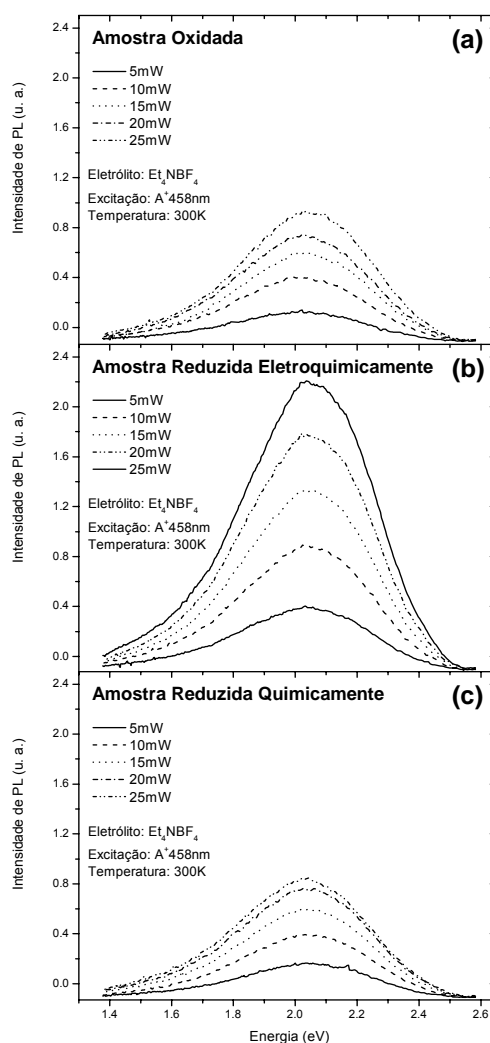 Amostra Oxidada (a)
5mW
10mW
15mW
20mW
25mW
Eletrólito: Et4NBF4
Excitação: A+458nm
Temperatura: 300K
Intensidade de PL (u. a.)
2.4
2.0
1.6
1.2
0.8
0.4
0.0
Amostra Reduzida Eletroquimicamente (b)
5mW
10mW
15mW
20mW
25mW
Eletrólito: Et4NBF4
Excitação: A+458nm
Temperatura: 300K
Intensidade de PL (u. a.)
2.4
2.0
1.6
1.2
0.8
0.4
0.0
Amostra Reduzida Quimicamente (c)
5mW
10mW
15mW
20mW
25mW
Eletrólito: Et4NBF4
Excitação: A+458nm
Temperatura: 300K
Intensidade de PL (u. a.)
2.4
2.0
1.6
1.2
0.8
0.4
0.0
1.4 1.6 1.8 2.0 2.2 2.4 2.6
Energia (eV)